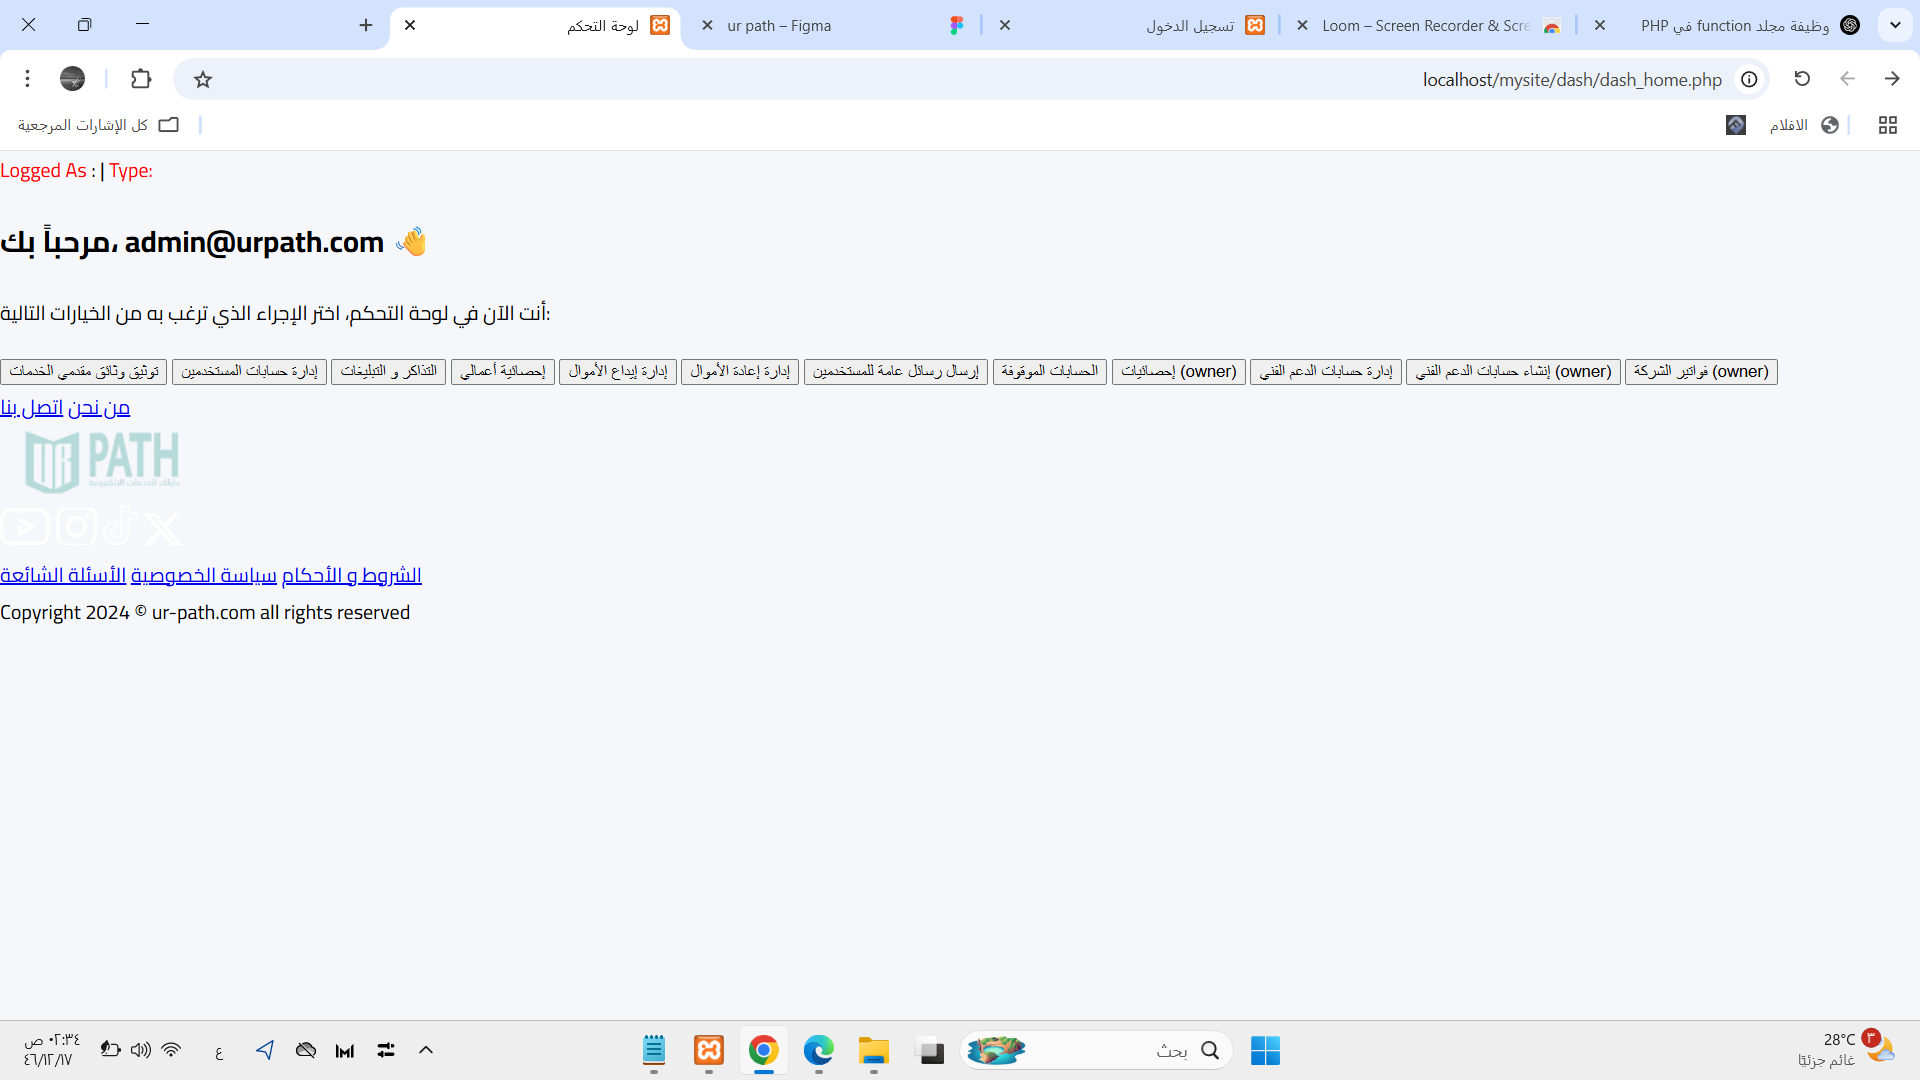 وظيفة مجلد function في PHP
Loom – Screen Recorder & Scre
تسجيل الدخول
ur path – Figma
لوحة التحكم
localhost/mysite/dash/dash_home.php
الافلام
كل الإشارات المرجعية
Logged As : | Type:
مرحباً بك، admin@urpath.com 👋
أنت الآن في لوحة التحكم، اختر الإجراء الذي ترغب به من الخيارات التالية:
توثيق وثائق مقدمي الخدمات
إدارة حسابات المستخدمين
التذاكر و التبليغات
إحصائية أعمالي
إدارة إيداع الأموال
إدارة إعادة الأموال
إرسال رسائل عامة للمستخدمين
الحسابات الموقوفة
إحصائيات (owner)
إدارة حسابات الدعم الفني
إنشاء حسابات الدعم الفني (owner)
فواتير الشركة (owner)
اتصل بنا من نحن
UR PATH
دليلك للخدمات الإلكترونية
الأسئلة الشائعة سياسة الخصوصية الشروط و الأحكام
Copyright 2024 © ur-path.com all rights reserved
28°C
غائم جزئيًا
٣
بحث
ع
٠٢:٣٤ ص
٤٦/١٢/١٧